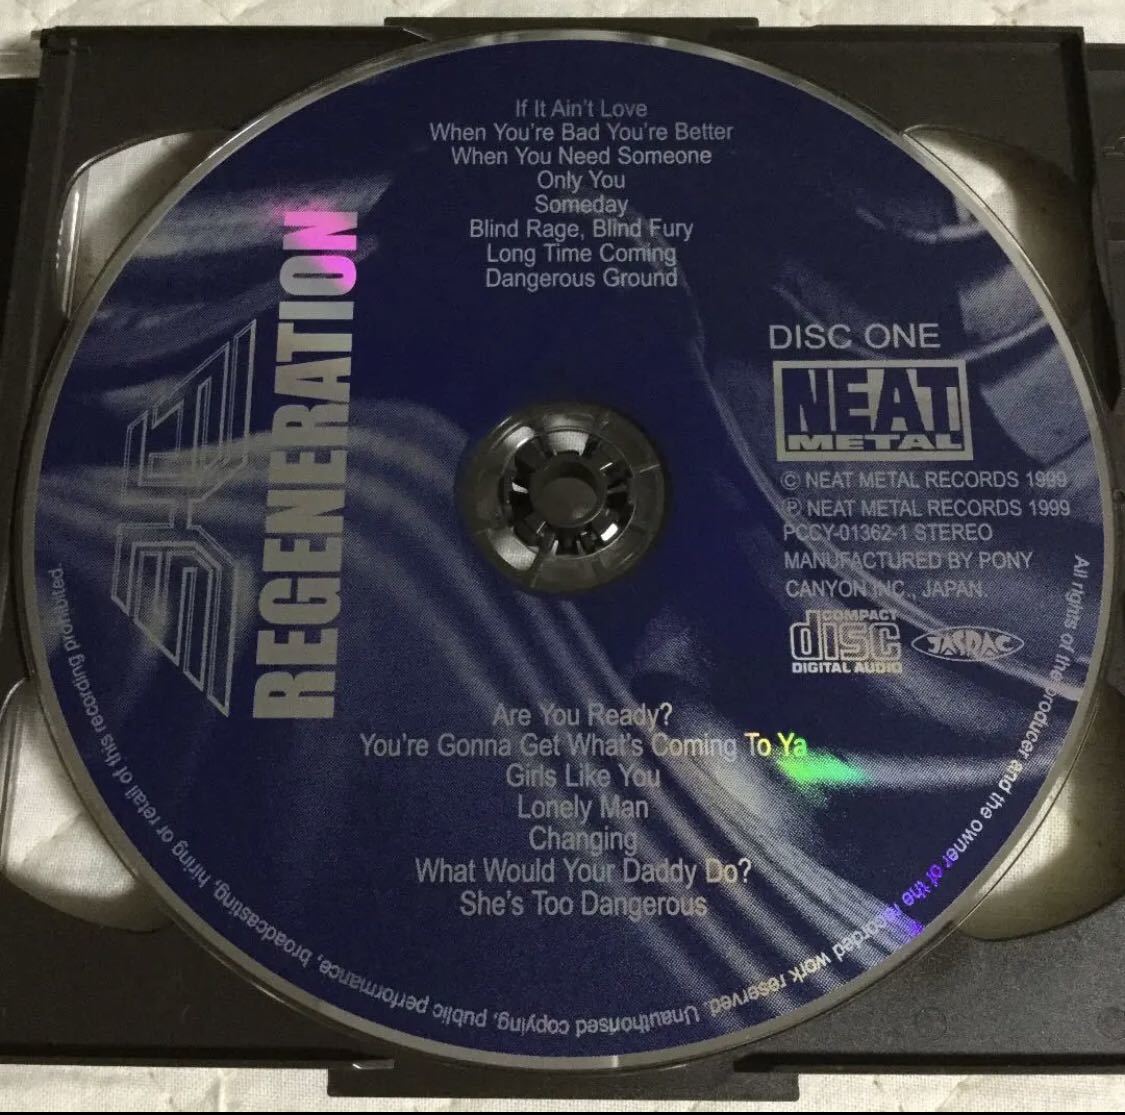 If It Ain't Love
When You're Bad You're Better
When You Need Someone
Only You
Someday
Blind Rage, Blind Fury
Long Time Coming
Dangerous Ground
REGENERATION
DISC ONE
NEAT
METAL
© NEAT METAL RECORDS 1999
℗ NEAT METAL RECORDS 1999
PCCY-01362-1 STEREO
MANUFACTURED BY PONY
CANYON INC., JAPAN.
COMPACT
disc
DIGITAL AUDIO
JASRAC
Are You Ready?
You're Gonna Get What's Coming To Ya
Girls Like You
Lonely Man
Changing
What Would Your Daddy Do?
She's Too Dangerous
All rights of the producer and the owner of the recorded work reserved. Unauthorised copying, public performance, broadcasting, hiring or retail of this recording prohibited.